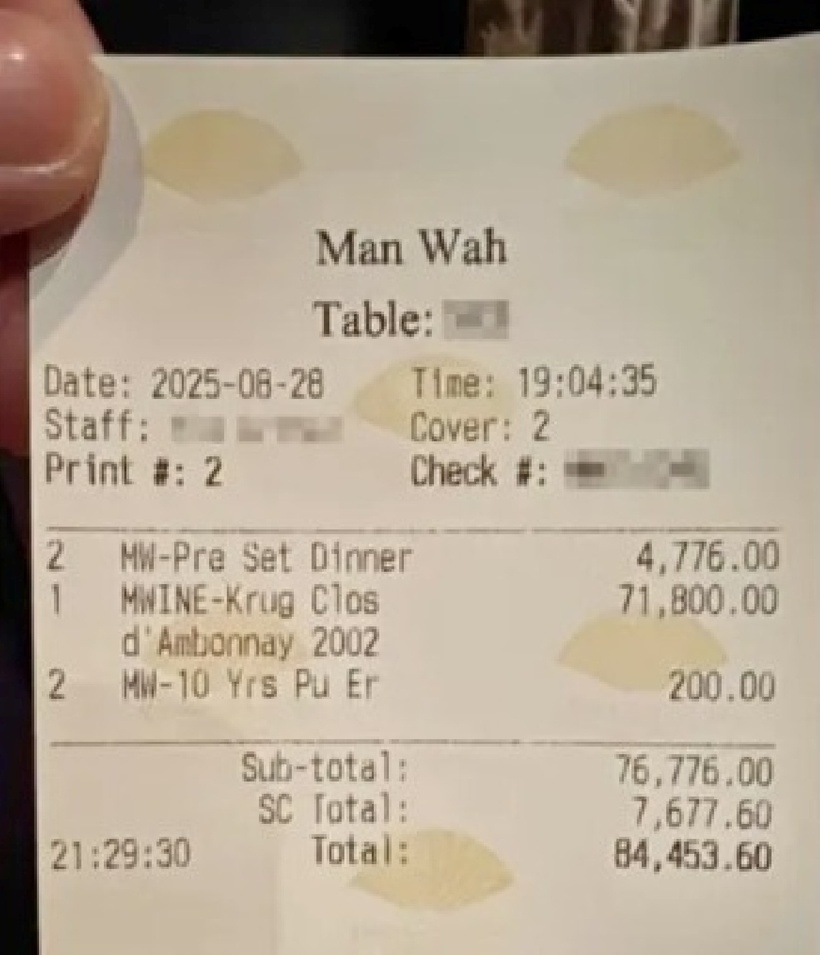 Man Wah
Table:
Date: 2025-08-28 Time: 19:04:35
Staff: Cover: 2
Print #: 2 Check #:
2 MW-Pre Set Dinner 4,776.00
1 MWINE-Krug Clos 71,800.00
d'Ambonnay 2002
2 MW-10 Yrs Pu Er 200.00
Sub-total: 76,776.00
SC Total: 7,677.60
21:29:30 Total: 84,453.60